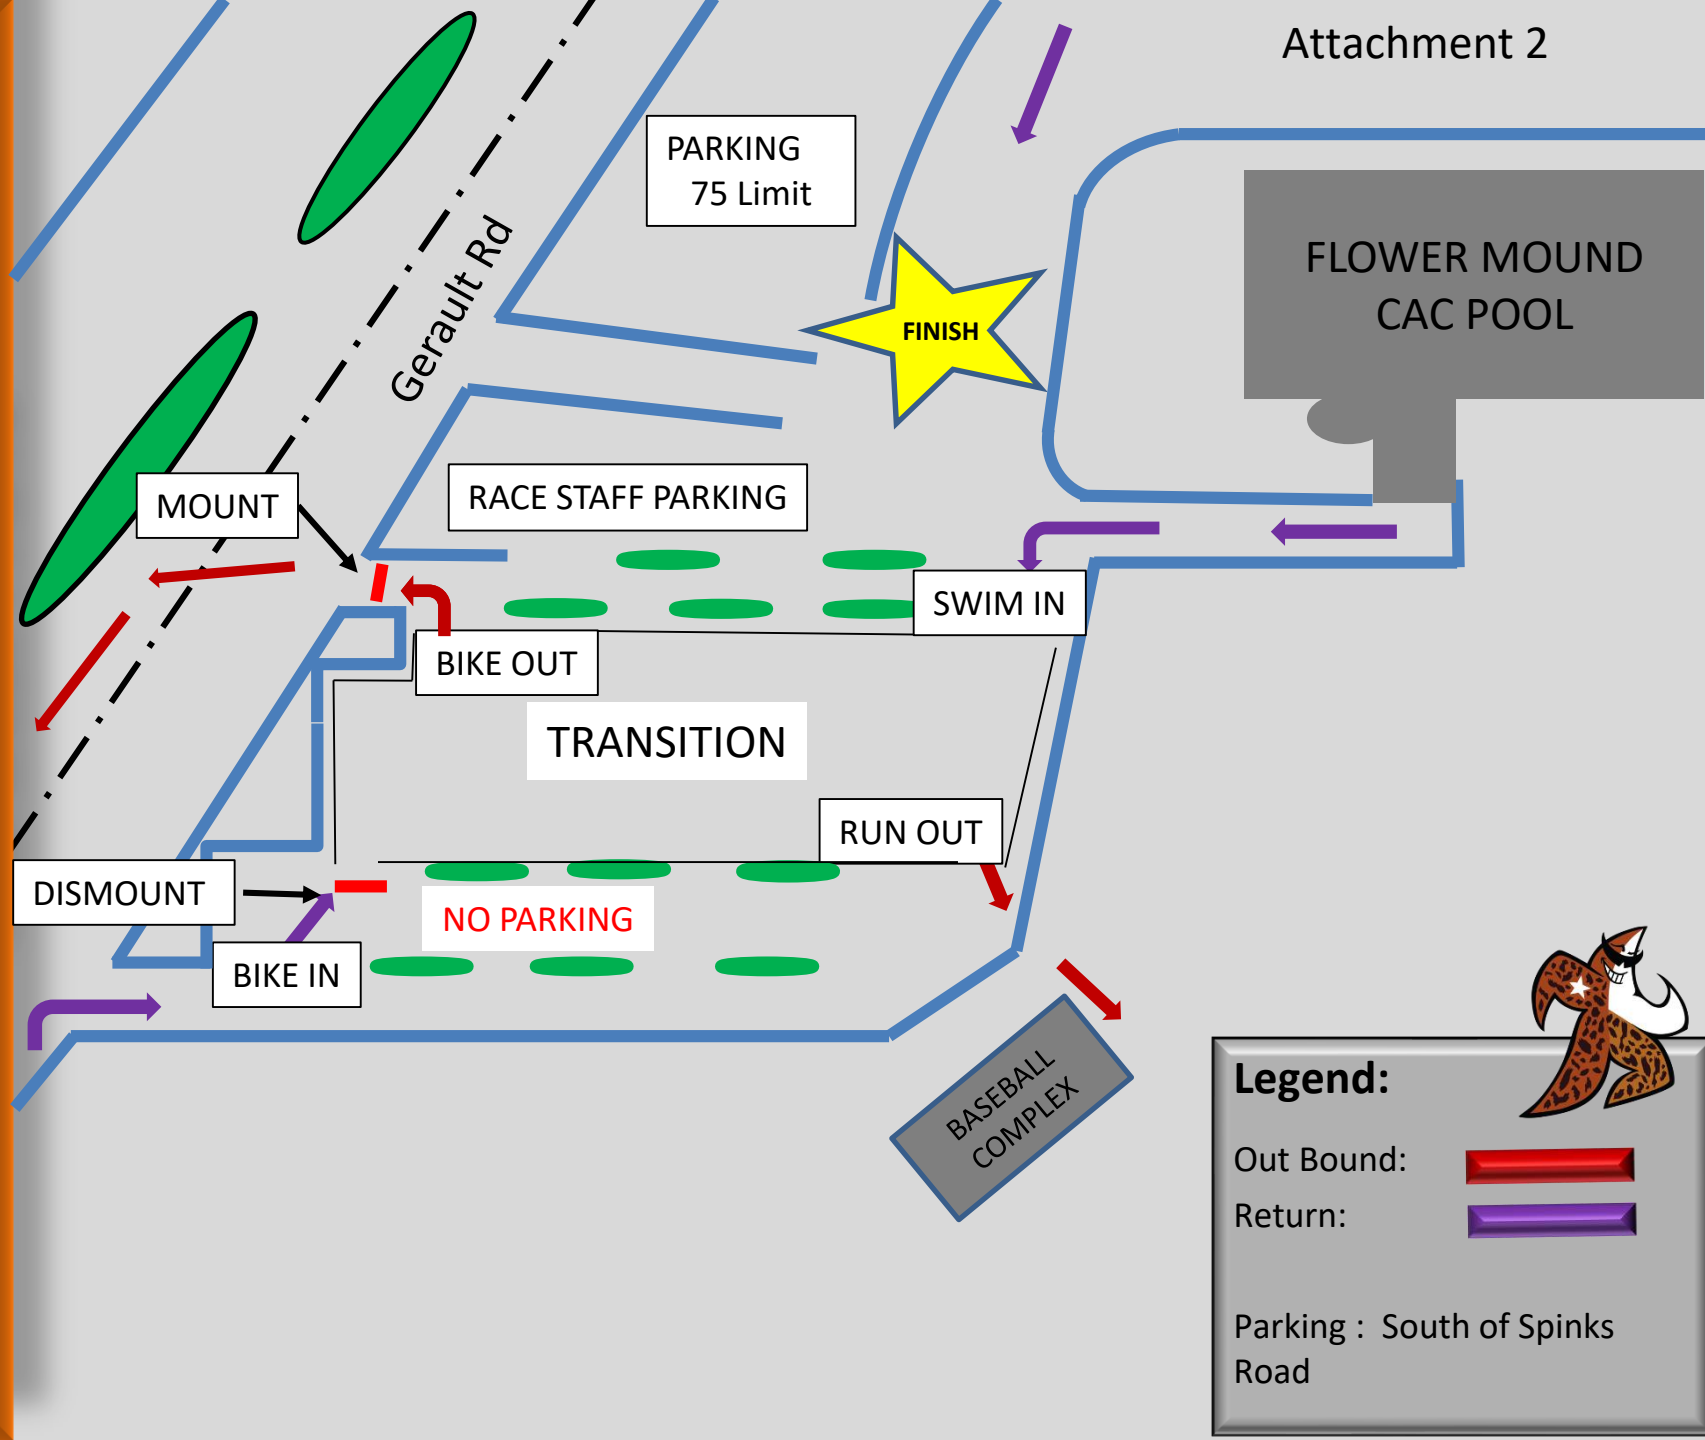 Attachment 2
PARKING
75 Limit
FLOWER MOUND
CAC POOL
Gerault Rd
FINISH
MOUNT
RACE STAFF PARKING
SWIM IN
BIKE OUT
TRANSITION
RUN OUT
DISMOUNT
NO PARKING
BIKE IN
BASEBALL
COMPLEX
Legend:
Out Bound:
Return:
Parking : South of Spinks
Road